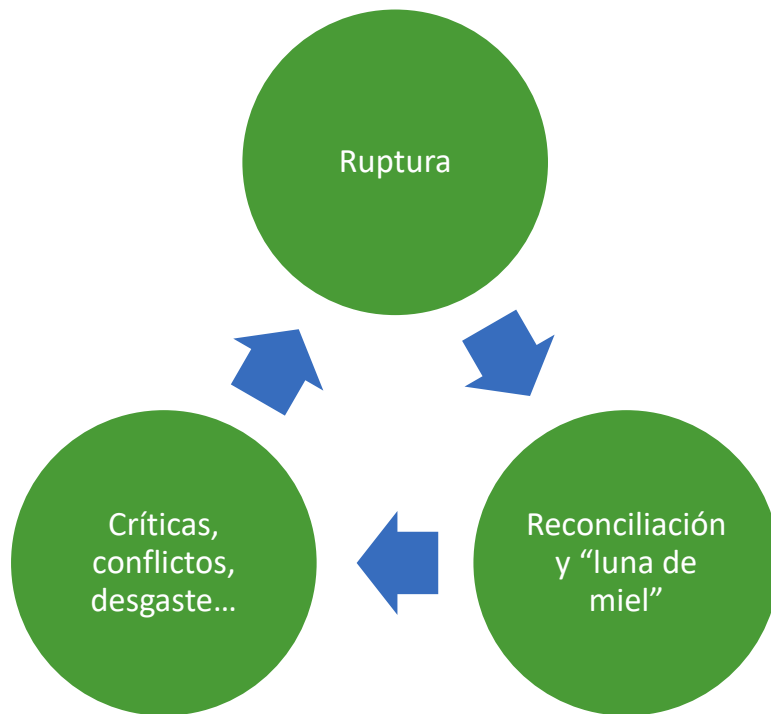 Ruptura
Reconciliación
y “luna de
miel”
Críticas,
conflictos,
desgaste…